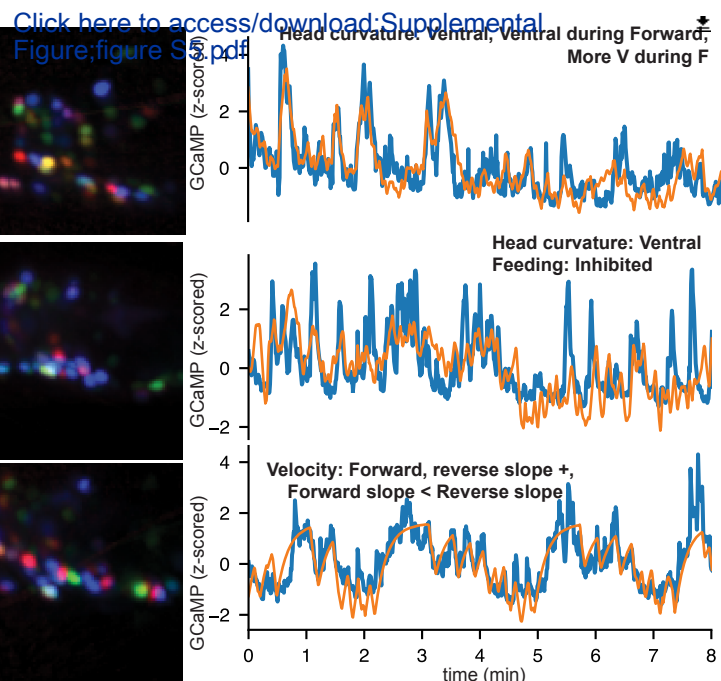 Click here to access/download;Supplemental
Figure;figure S5.pdf
Head curvature: Ventral, Ventral during Forward,
More V during F
GCaMP (z-scored)
4
2
0
Head curvature: Ventral
Feeding: Inhibited
GCaMP (z-scored)
2
0
−2
Velocity: Forward, reverse slope +,
Forward slope < Reverse slope
GCaMP (z-scored)
4
2
0
−2
0 1 2 3 4 5 6 7 8
time (min)